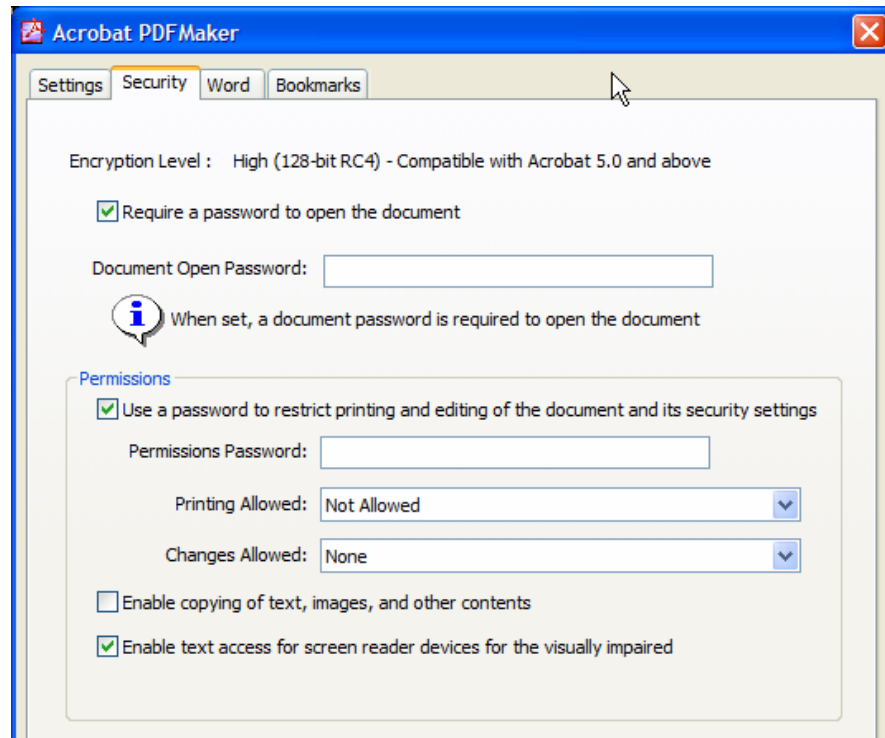 Acrobat PDFMaker
Settings Security Word Bookmarks
Encryption Level : High (128-bit RC4) - Compatible with Acrobat 5.0 and above
Require a password to open the document
Document Open Password:
i When set, a document password is required to open the document
Permissions
Use a password to restrict printing and editing of the document and its security settings
Permissions Password:
Printing Allowed: Not Allowed
Changes Allowed: None
Enable copying of text, images, and other contents
Enable text access for screen reader devices for the visually impaired